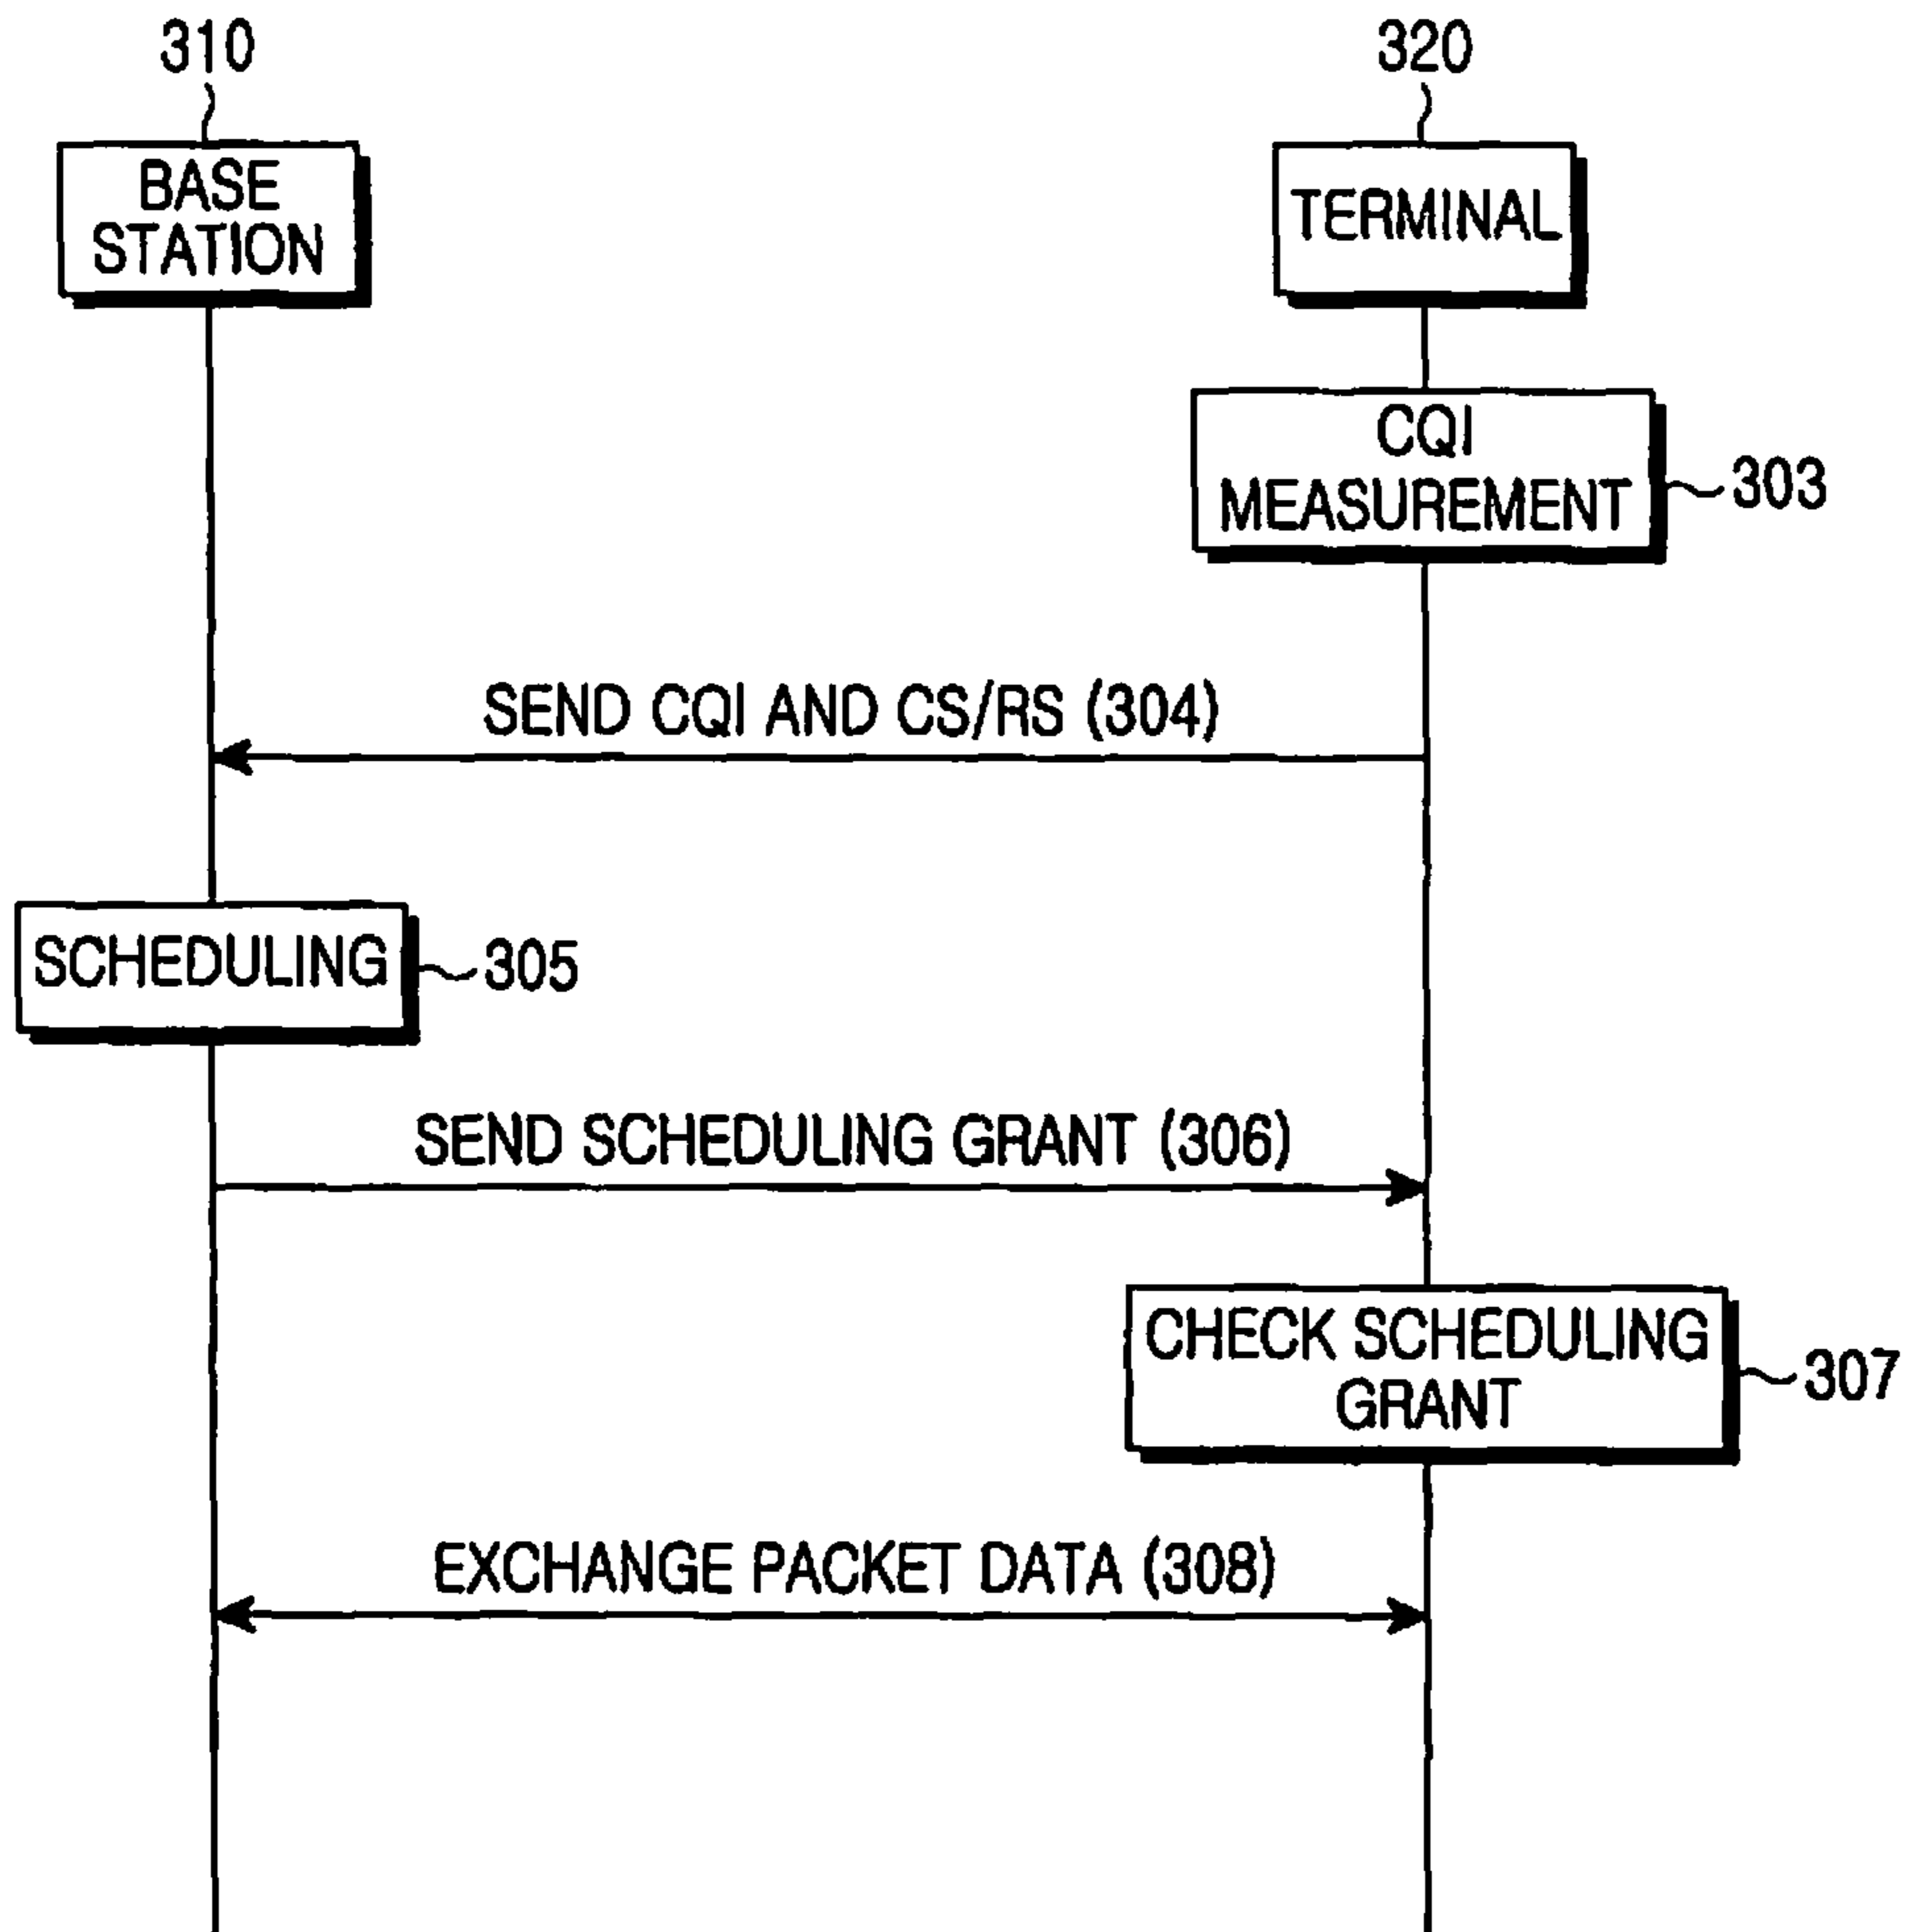 310
320
BASE
STATION
TERMINAL
CQI
MEASUREMENT
303
SEND CQI AND CS/RS (304)
SCHEDULING
305
SEND SCHEDULING GRANT (306)
CHECK SCHEDULING
GRANT
307
EXCHANGE PACKET DATA (308)